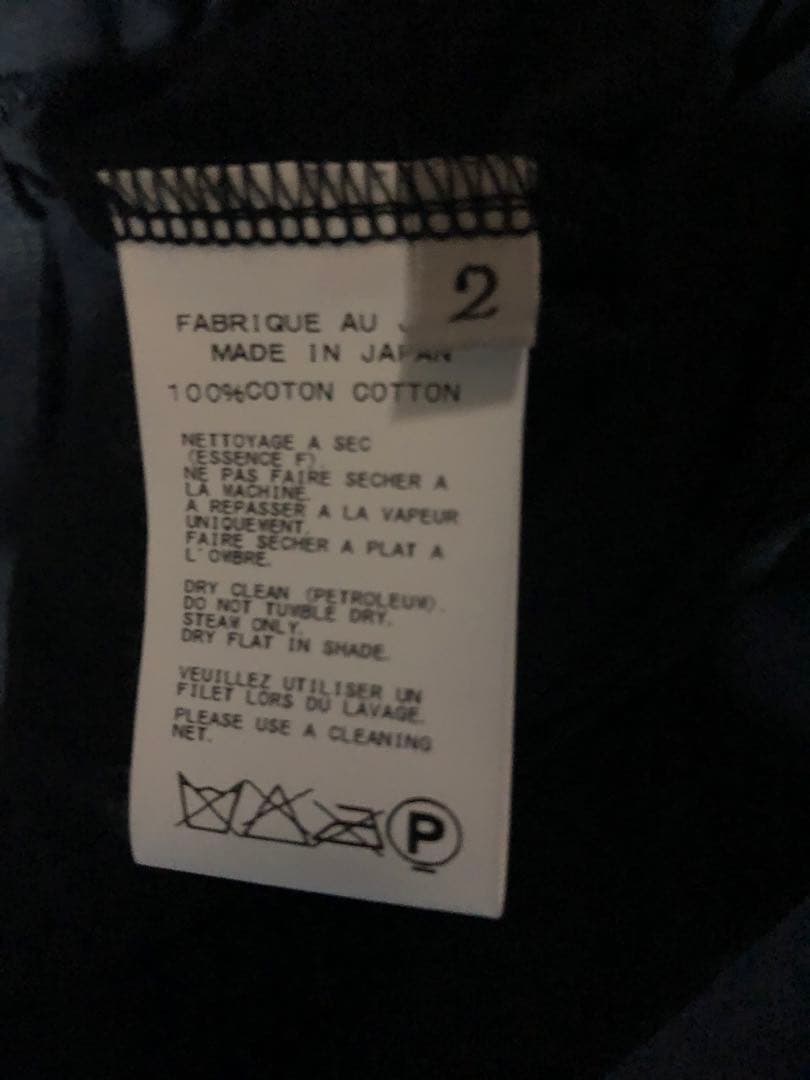 2
FABRIQUE AU
MADE IN JAPAN
100%COTON COTTON
NETTOYAGE A SEC
(ESSENCE F).
NE PAS FAIRE SECHER A
LA MACHINE.
A REPASSER A LA VAPEUR
UNIQUEMENT.
FAIRE SECHER A PLAT A
L'OMBRE.
DRY CLEAN (PETROLEUM).
DO NOT TUMBLE DRY.
STEAM ONLY.
DRY FLAT IN SHADE.
VEUILLEZ UTILISER UN
FILET LORS DU LAVAGE.
PLEASE USE A CLEANING
NET.
P